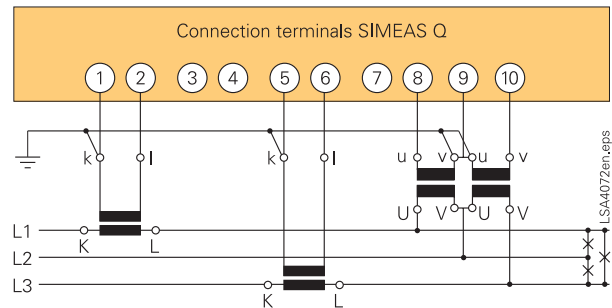 Connection terminals SIMEAS Q
1 2 3 4 5 6 7 8 9 10
k l k l u v u v
U V U V
L1
K L
L2
L3
K L
LSA4072en.eps